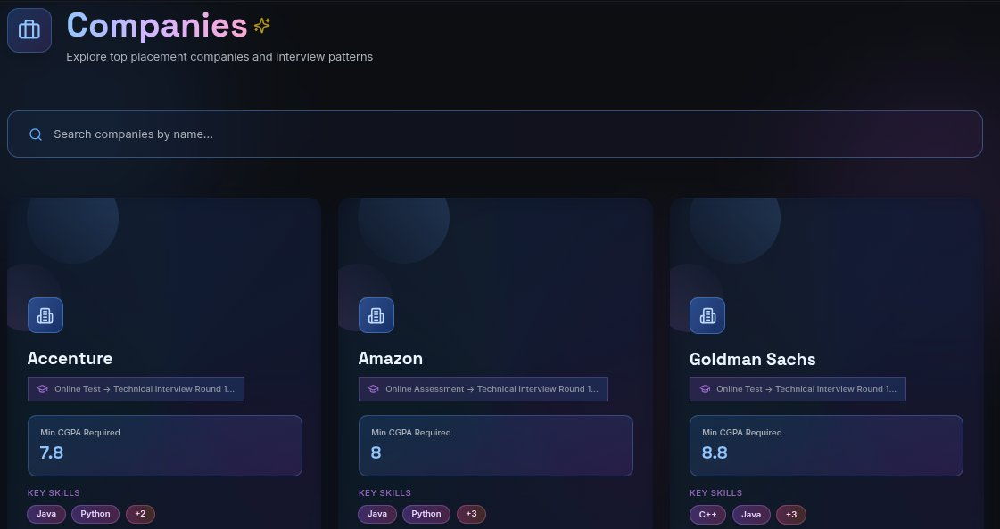 Companies
Explore top placement companies and interview patterns
Search companies by name...
Accenture
Online Test → Technical Interview Round 1...
Min CGPA Required
7.8
KEY SKILLS
Java Python +2
Amazon
Online Assessment → Technical Interview Round 1...
Min CGPA Required
8
KEY SKILLS
Java Python +3
Goldman Sachs
Online Test → Technical Interview Round 1...
Min CGPA Required
8.8
KEY SKILLS
C++ Java +3